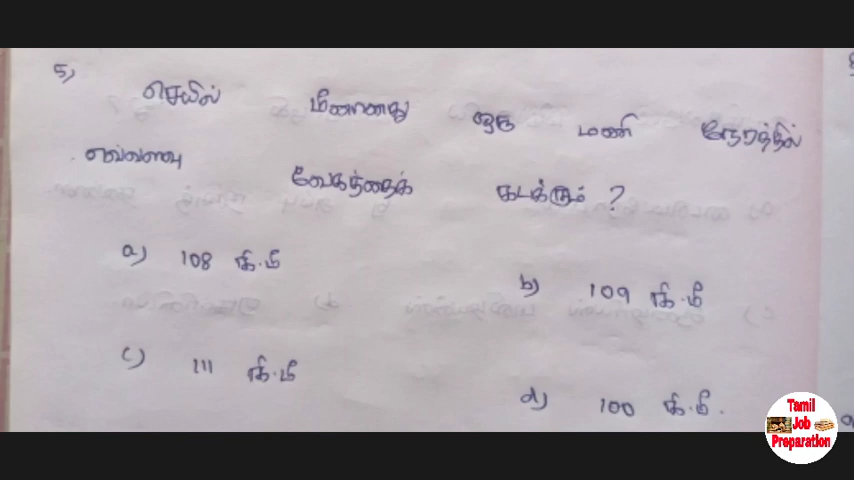 5)
செயில் மீனானது ஒரு மணி நேரத்தில்
எவ்வளவு வேகத்தைக் கடக்கும் ?
a) 108 கி.மீ
b) 109 கி.மீ
c) 111 கி.மீ
d) 100 கி.மீ.
Tamil
Job
Preparation